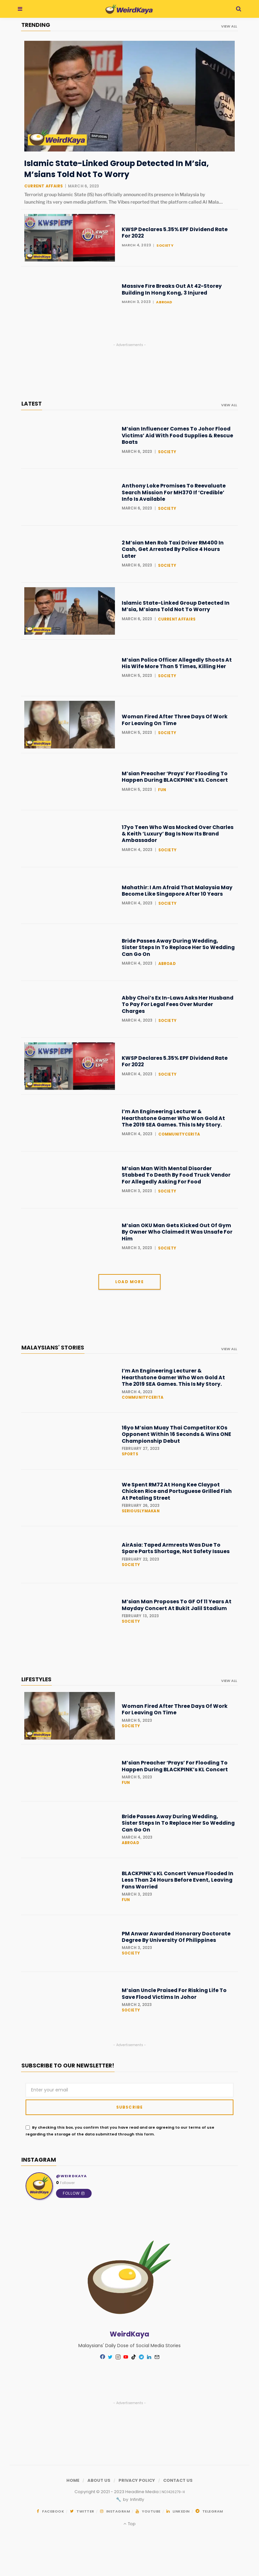 WeirdKaya
TRENDING
VIEW ALL
WeirdKaya
Islamic State-Linked Group Detected In M’sia,
M’sians Told Not To Worry
CURRENT AFFAIRS | MARCH 6, 2023
Terrorist group Islamic State (IS) has officially announced its presence in Malaysia by
launching its very own media platform. The Vibes reported that the platform called Al Mala...
KWSP EPF
KWSP EPF
WeirdKaya
KWSP Declares 5.35% EPF Dividend Rate
For 2022
MARCH 4, 2023 | SOCIETY
Massive Fire Breaks Out At 42-Storey
Building In Hong Kong, 3 Injured
MARCH 3, 2023 | ABROAD
- Advertisements -
LATEST
VIEW ALL
M’sian Influencer Comes To Johor Flood
Victims’ Aid With Food Supplies & Rescue
Boats
MARCH 6, 2023 | SOCIETY
Anthony Loke Promises To Reevaluate
Search Mission For MH370 If ‘Credible’
Info Is Available
MARCH 6, 2023 | SOCIETY
2 M’sian Men Rob Taxi Driver RM400 In
Cash, Get Arrested By Police 4 Hours
Later
MARCH 6, 2023 | SOCIETY
WeirdKaya
Islamic State-Linked Group Detected In
M’sia, M’sians Told Not To Worry
MARCH 6, 2023 | CURRENT AFFAIRS
M’sian Police Officer Allegedly Shoots At
His Wife More Than 5 Times, Killing Her
MARCH 5, 2023 | SOCIETY
WeirdKaya
Woman Fired After Three Days Of Work
For Leaving On Time
MARCH 5, 2023 | SOCIETY
M’sian Preacher ‘Prays’ For Flooding To
Happen During BLACKPINK’s KL Concert
MARCH 5, 2023 | FUN
17yo Teen Who Was Mocked Over Charles
& Keith ‘Luxury’ Bag Is Now Its Brand
Ambassador
MARCH 4, 2023 | SOCIETY
Mahathir: I Am Afraid That Malaysia May
Become Like Singapore After 10 Years
MARCH 4, 2023 | SOCIETY
Bride Passes Away During Wedding,
Sister Steps In To Replace Her So Wedding
Can Go On
MARCH 4, 2023 | ABROAD
Abby Choi’s Ex In-Laws Asks Her Husband
To Pay For Legal Fees Over Murder
Charges
MARCH 4, 2023 | SOCIETY
KWSP EPF
KWSP EPF
WeirdKaya
KWSP Declares 5.35% EPF Dividend Rate
For 2022
MARCH 4, 2023 | SOCIETY
I’m An Engineering Lecturer &
Hearthstone Gamer Who Won Gold At
The 2019 SEA Games. This Is My Story.
MARCH 4, 2023 | COMMUNITYCERITA
M’sian Man With Mental Disorder
Stabbed To Death By Food Truck Vendor
For Allegedly Asking For Food
MARCH 3, 2023 | SOCIETY
M’sian OKU Man Gets Kicked Out Of Gym
By Owner Who Claimed It Was Unsafe For
Him
MARCH 3, 2023 | SOCIETY
LOAD MORE
MALAYSIANS' STORIES
VIEW ALL
I’m An Engineering Lecturer &
Hearthstone Gamer Who Won Gold At
The 2019 SEA Games. This Is My Story.
MARCH 4, 2023
COMMUNITYCERITA
16yo M’sian Muay Thai Competitor KOs
Opponent Within 16 Seconds & Wins ONE
Championship Debut
FEBRUARY 27, 2023
SPORTS
We Spent RM72 At Hong Kee Claypot
Chicken Rice and Portuguese Grilled Fish
At Petaling Street
FEBRUARY 26, 2023
SERIOUSLYMAKAN
AirAsia: Taped Armrests Was Due To
Spare Parts Shortage, Not Safety Issues
FEBRUARY 22, 2023
SOCIETY
M’sian Man Proposes To GF Of 11 Years At
Mayday Concert At Bukit Jalil Stadium
FEBRUARY 13, 2023
SOCIETY
LIFESTYLES
VIEW ALL
WeirdKaya
Woman Fired After Three Days Of Work
For Leaving On Time
MARCH 5, 2023
SOCIETY
M’sian Preacher ‘Prays’ For Flooding To
Happen During BLACKPINK’s KL Concert
MARCH 5, 2023
FUN
Bride Passes Away During Wedding,
Sister Steps In To Replace Her So Wedding
Can Go On
MARCH 4, 2023
ABROAD
BLACKPINK’s KL Concert Venue Flooded In
Less Than 24 Hours Before Event, Leaving
Fans Worried
MARCH 3, 2023
FUN
PM Anwar Awarded Honorary Doctorate
Degree By University Of Philippines
MARCH 3, 2023
SOCIETY
M’sian Uncle Praised For Risking Life To
Save Flood Victims In Johor
MARCH 2, 2023
SOCIETY
- Advertisements -
SUBSCRIBE TO OUR NEWSLETTER!
Enter your email
SUBSCRIBE
By checking this box, you confirm that you have read and are agreeing to our terms of use
regarding the storage of the data submitted through this form.
INSTAGRAM
WeirdKaya
@WEIRDKAYA
0 Follower
FOLLOW
WeirdKaya
Malaysians' Daily Dose of Social Media Stories
- Advertisements -
HOME / ABOUT US / PRIVACY POLICY / CONTACT US
Copyright © 2021 - 2023 Headline Media
by Infinilly
FACEBOOK TWITTER INSTAGRAM YOUTUBE LINKEDIN TELEGRAM
Top